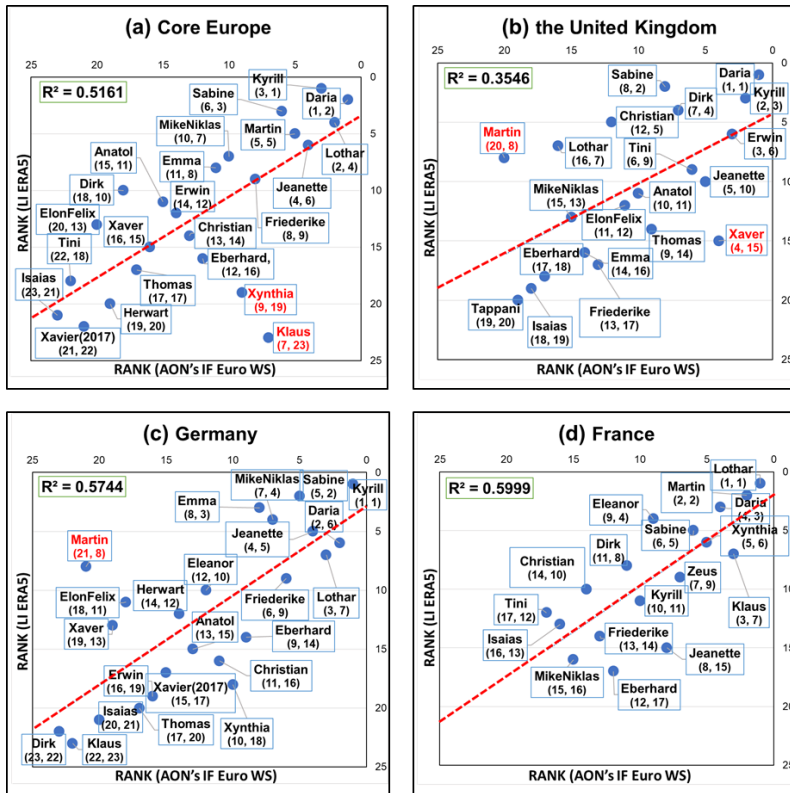 (a) Core Europe
25 20 15 10 5 0
R² = 0.5161
Kyrill
(3, 1)
Sabine
(6, 3)
Daria
(1, 2)
MikeNiklas
(10, 7)
Martin
(5, 5)
Lothar
(2, 4)
Anatol
(15, 11)
Emma
(11, 8)
Jeanette
(4, 6)
Dirk
(18, 10)
Erwin
(14, 12)
Friederike
(8, 9)
ElonFelix
(20, 13)
Xaver
(16, 15)
Christian
(13, 14)
Tini
(22, 18)
Eberhard,
(12, 16)
Isaias
(23, 21)
Thomas
(17, 17)
Xynthia
(9, 19)
Herwart
(19, 20)
Klaus
(7, 23)
Xavier(2017)
(21, 22)
0
5
10
15
20
25
RANK (LI ERA5)
RANK (AON's IF Euro WS)
(b) the United Kingdom
25 20 15 10 5 0
R² = 0.3546
Sabine
(8, 2)
Daria
(1, 1)
Dirk
(7, 4)
Kyrill
(2, 3)
Christian
(12, 5)
Martin
(20, 8)
Lothar
(16, 7)
Tini
(6, 9)
Erwin
(3, 6)
Jeanette
(5, 10)
MikeNiklas
(15, 13)
Anatol
(10, 11)
ElonFelix
(11, 12)
Thomas
(9, 14)
Xaver
(4, 15)
Eberhard
(17, 18)
Emma
(14, 16)
Tappani
(19, 20)
Isaias
(18, 19)
Friederike
(13, 17)
0
5
10
15
20
25
RANK (LI ERA5)
RANK (AON's IF Euro WS)
(c) Germany
25 20 15 10 5 0
R² = 0.5744
MikeNiklas
(7, 4)
Sabine
(5, 2)
Kyrill
(1, 1)
Emma
(8, 3)
Daria
(2, 6)
Martin
(21, 8)
Jeanette
(4, 5)
Eleanor
(12, 10)
Lothar
(3, 7)
ElonFelix
(18, 11)
Herwart
(14, 12)
Friederike
(6, 9)
Xaver
(19, 13)
Anatol
(13, 15)
Eberhard
(9, 14)
Christian
(11, 16)
Erwin
(16, 19)
Xavier(2017)
(15, 17)
Isaias
(20, 21)
Thomas
(17, 20)
Xynthia
(10, 18)
Dirk
(23, 22)
Klaus
(22, 23)
0
5
10
15
20
25
RANK (LI ERA5)
RANK (AON's IF Euro WS)
(d) France
25 20 15 10 5 0
R² = 0.5999
Lothar
(1, 1)
Martin
(2, 2)
Daria
(4, 3)
Eleanor
(9, 4)
Sabine
(6, 5)
Xynthia
(5, 6)
Dirk
(11, 8)
Christian
(14, 10)
Zeus
(7, 9)
Klaus
(3, 7)
Tini
(17, 12)
Kyrill
(10, 11)
Isaias
(16, 13)
Friederike
(13, 14)
Jeanette
(8, 15)
MikeNiklas
(15, 16)
Eberhard
(12, 17)
0
5
10
15
20
25
RANK (LI ERA5)
RANK (AON's IF Euro WS)